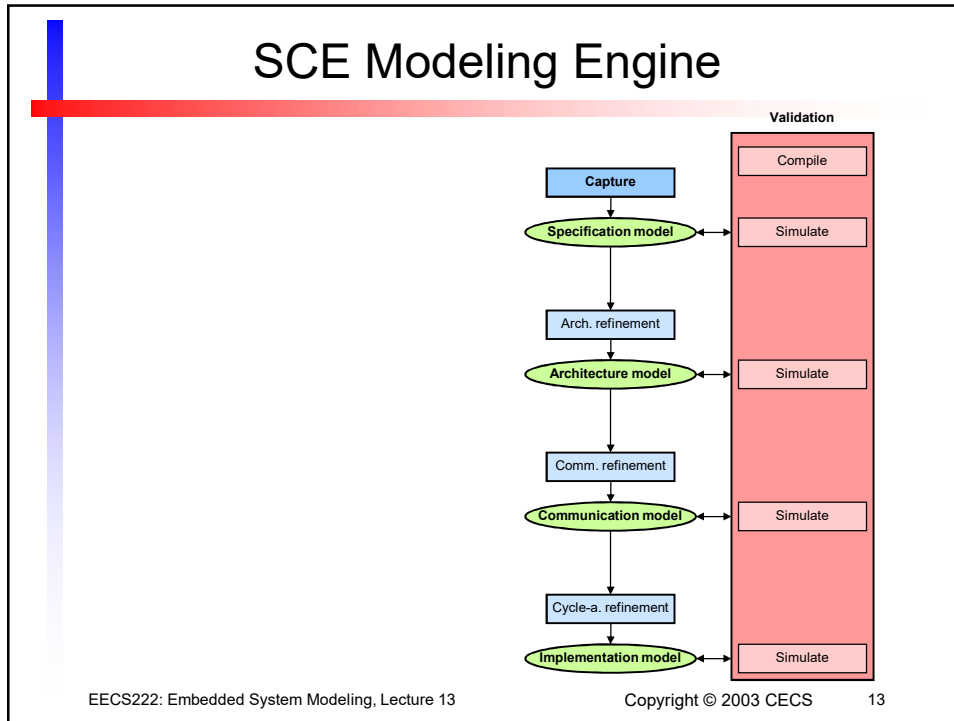 SCE Modeling Engine
Validation
Compile
Capture
Specification model
Simulate
Arch. refinement
Architecture model
Simulate
Comm. refinement
Communication model
Simulate
Cycle-a. refinement
Implementation model
Simulate
EECS222: Embedded System Modeling, Lecture 13
Copyright © 2003 CECS
13